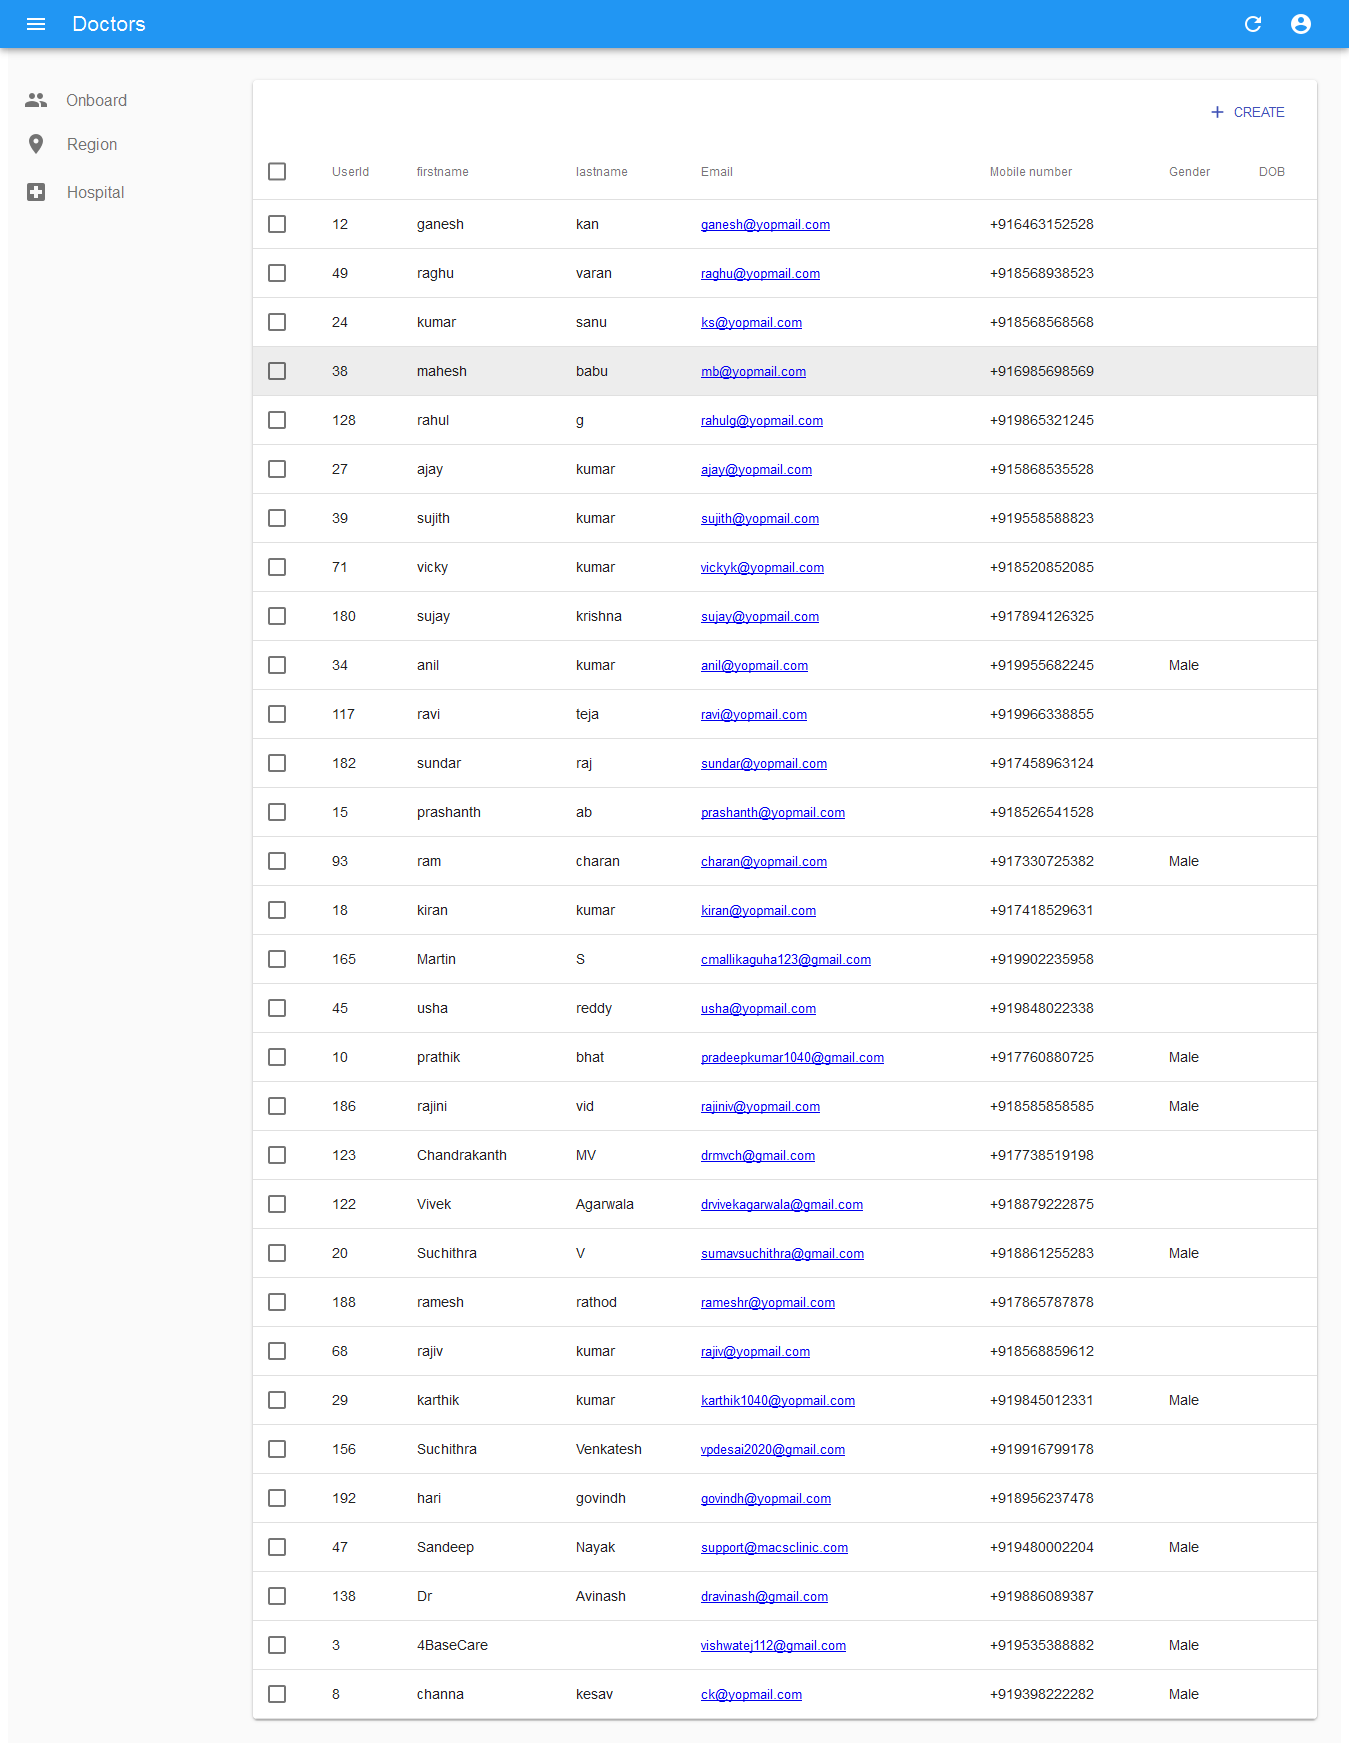 Doctors
Onboard
Region
Hospital
CREATE
UserId firstname lastname Email Mobile number Gender DOB
12 ganesh kan ganesh@yopmail.com +916463152528
49 raghu varan raghu@yopmail.com +918568938523
24 kumar sanu ks@yopmail.com +918568568568
38 mahesh babu mb@yopmail.com +916985698569
128 rahul g rahulg@yopmail.com +919865321245
27 ajay kumar ajay@yopmail.com +915868535528
39 sujith kumar sujith@yopmail.com +919558588823
71 vicky kumar vickyk@yopmail.com +918520852085
180 sujay krishna sujay@yopmail.com +917894126325
34 anil kumar anil@yopmail.com +919955682245 Male
117 ravi teja ravi@yopmail.com +919966338855
182 sundar raj sundar@yopmail.com +917458963124
15 prashanth ab prashanth@yopmail.com +918526541528
93 ram charan charan@yopmail.com +917330725382 Male
18 kiran kumar kiran@yopmail.com +917418529631
165 Martin S cmallikaguha123@gmail.com +919902235958
45 usha reddy usha@yopmail.com +919848022338
10 prathik bhat pradeepkumar1040@gmail.com +917760880725 Male
186 rajini vid rajiniv@yopmail.com +918585858585 Male
123 Chandrakanth MV drmvch@gmail.com +917738519198
122 Vivek Agarwala drvivekagarwala@gmail.com +918879222875
20 Suchithra V sumavsuchithra@gmail.com +918861255283 Male
188 ramesh rathod rameshr@yopmail.com +917865787878
68 rajiv kumar rajiv@yopmail.com +918568859612
29 karthik kumar karthik1040@yopmail.com +919845012331 Male
156 Suchithra Venkatesh vpdesai2020@gmail.com +919916799178
192 hari govindh govindh@yopmail.com +918956237478
47 Sandeep Nayak support@macsclinic.com +919480002204 Male
138 Dr Avinash dravinash@gmail.com +919886089387
3 4BaseCare vishwatej112@gmail.com +919535388882 Male
8 channa kesav ck@yopmail.com +919398222282 Male